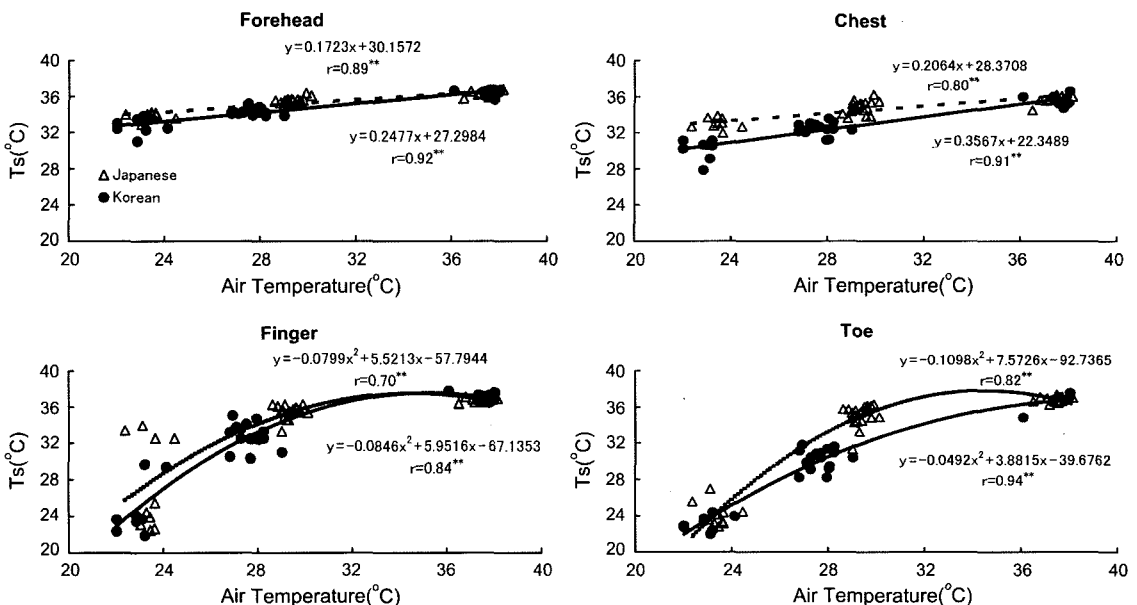 Forehead
y=0.1723x+30.1572
r=0.89**
y=0.2477x+27.2984
r=0.92**
△ Japanese
● Korean
Ts(°C)
40
36
32
28
24
20
20 24 28 32 36 40
Air Temperature(°C)
Chest
y=0.2064x+28.3708
r=0.80**
y=0.3567x+22.3489
r=0.91**
Ts(°C)
40
36
32
28
24
20
20 24 28 32 36 40
Air Temperature(°C)
Finger
y=−0.0799x²+5.5213x−57.7944
r=0.70**
y=−0.0846x²+5.9516x−67.1353
r=0.84**
Ts(°C)
40
36
32
28
24
20
20 24 28 32 36 40
Air Temperature(°C)
Toe
y=−0.1098x²+7.5726x−92.7365
r=0.82**
y=−0.0492x²+3.8815x−39.6762
r=0.94**
Ts(°C)
40
36
32
28
24
20
20 24 28 32 36 40
Air Temperature(°C)